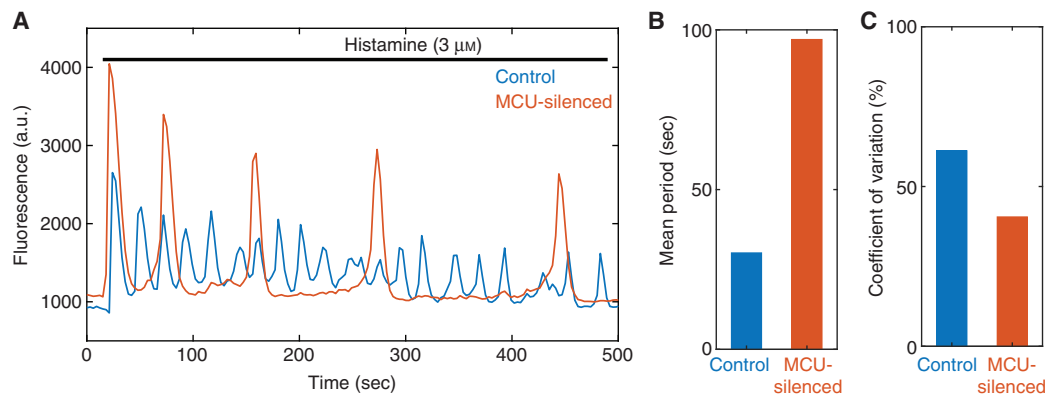 A
Histamine (3 μM)
Control
MCU-silenced
Fluorescence (a.u.)
4000
3000
2000
1000
0
100
200
300
400
500
Time (sec)
B
Mean period (sec)
100
50
0
Control
MCU-
silenced
C
Coefficient of variation (%)
100
50
0
Control
MCU-
silenced